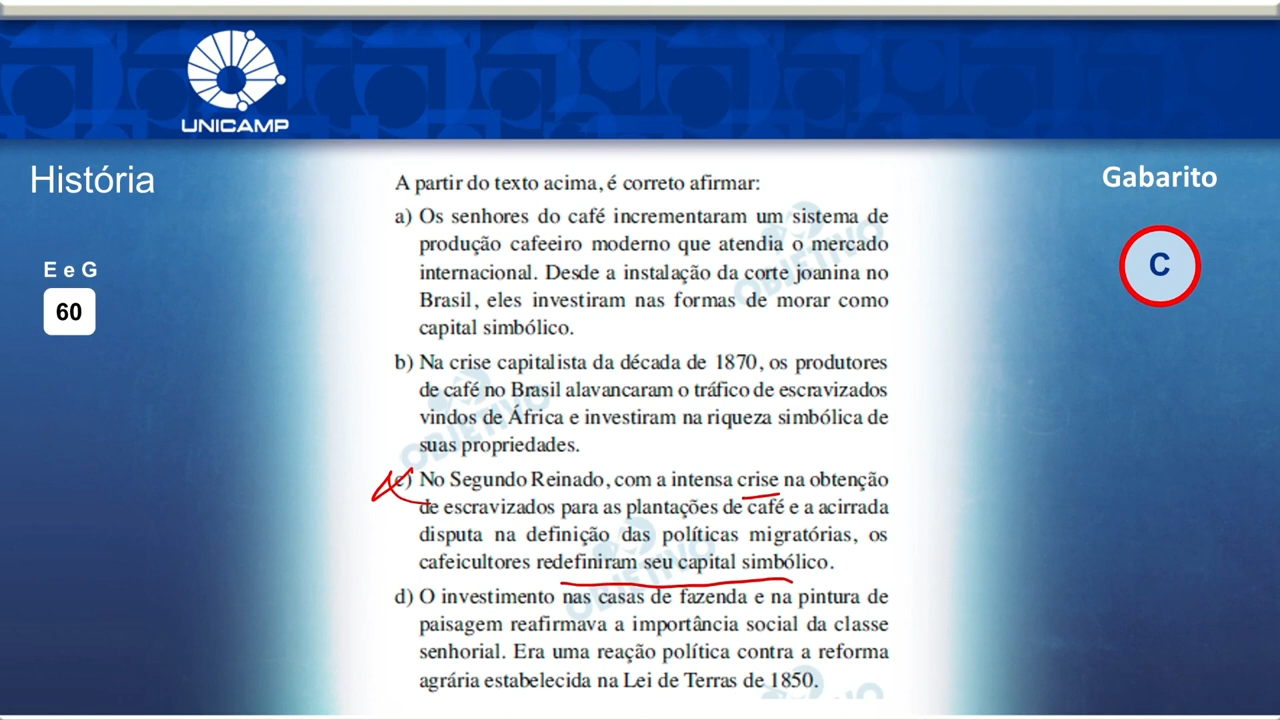 UNICAMP
História
Gabarito
C
E e G
60
A partir do texto acima, é correto afirmar:
a) Os senhores do café incrementaram um sistema de
produção cafeeiro moderno que atendia o mercado
internacional. Desde a instalação da corte joanina no
Brasil, eles investiram nas formas de morar como
capital simbólico.
b) Na crise capitalista da década de 1870, os produtores
de café no Brasil alavancaram o tráfico de escravizados
vindos de África e investiram na riqueza simbólica de
suas propriedades.
c) No Segundo Reinado, com a intensa crise na obtenção
de escravizados para as plantações de café e a acirrada
disputa na definição das políticas migratórias, os
cafeicultores redefiniram seu capital simbólico.
d) O investimento nas casas de fazenda e na pintura de
paisagem reafirmava a importância social da classe
senhorial. Era uma reação política contra a reforma
agrária estabelecida na Lei de Terras de 1850.
OBJETIVO
OBJETIVO
OBJETIVO